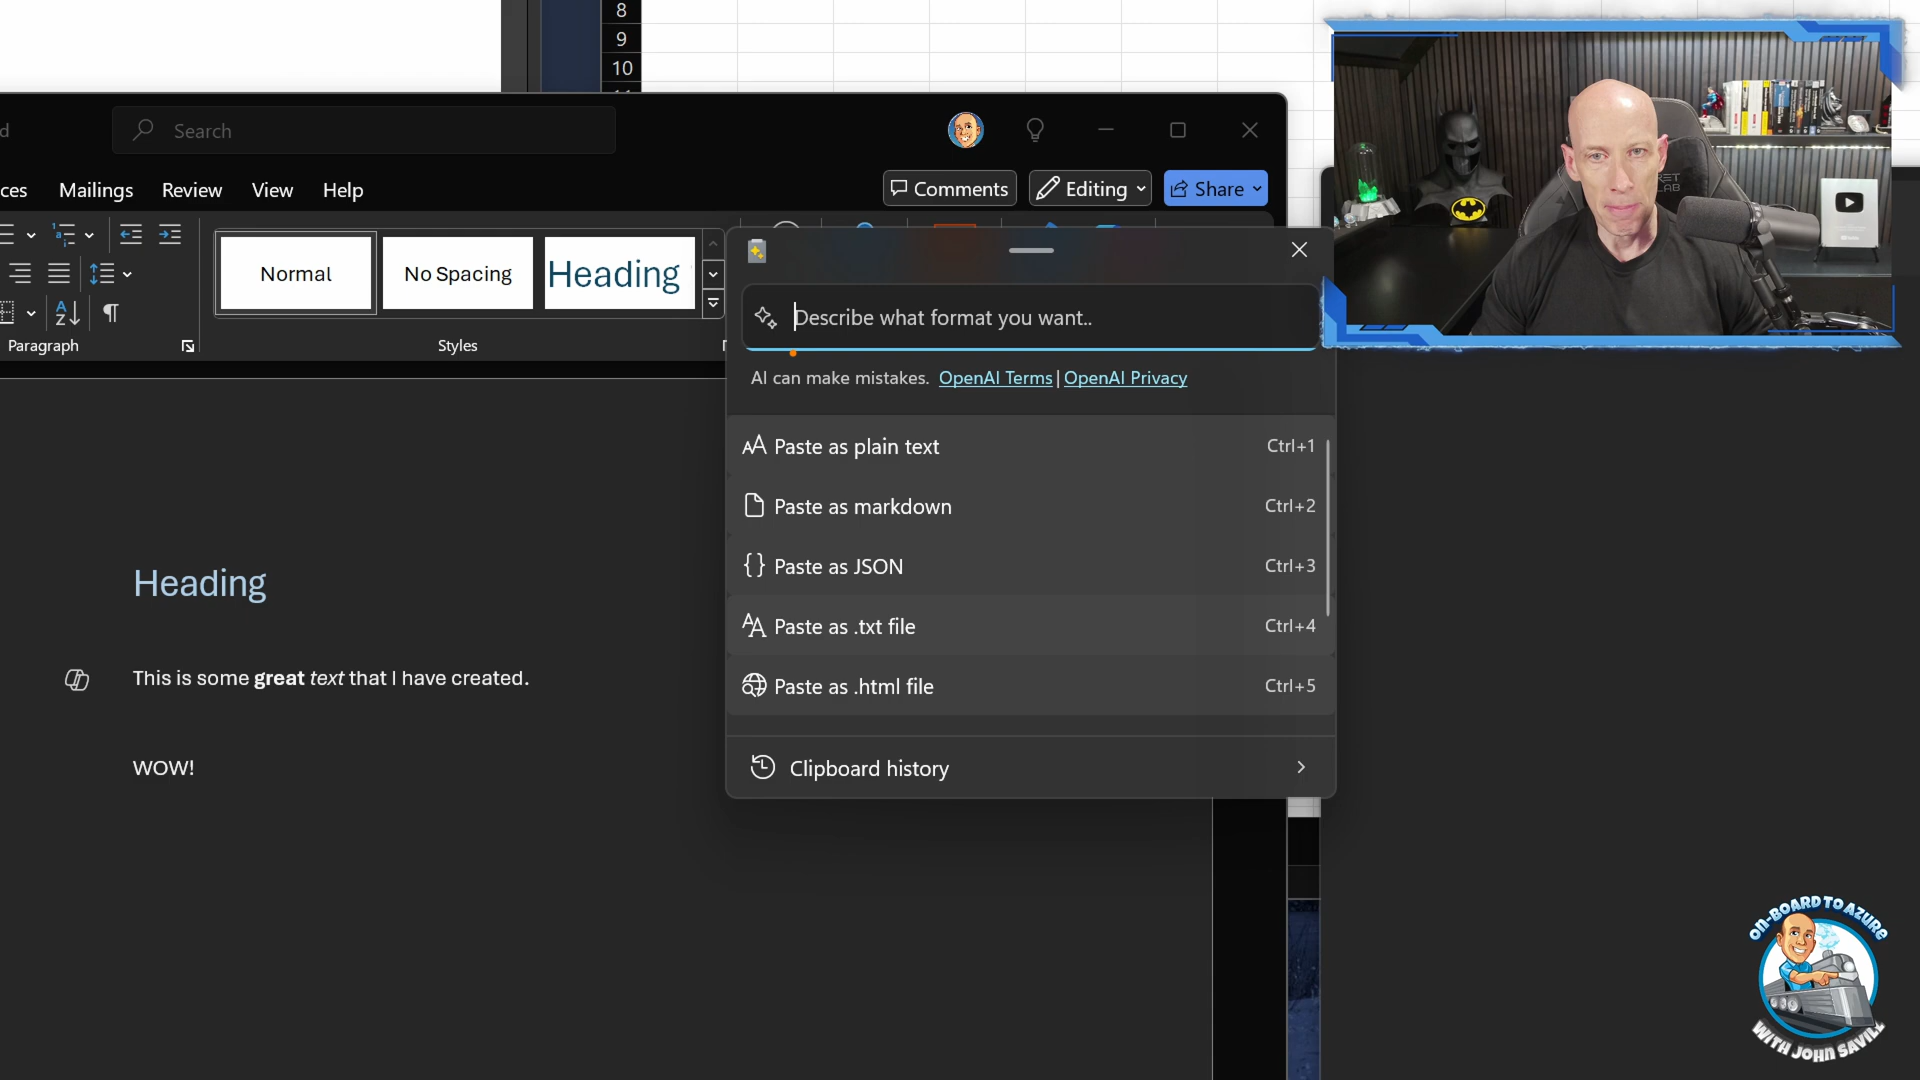 8
9
10
d
Search
ces Mailings Review View Help
Comments Editing Share
Normal No Spacing Heading
Paragraph Styles
Describe what format you want..
AI can make mistakes. OpenAI Terms | OpenAI Privacy
Paste as plain text Ctrl+1
Paste as markdown Ctrl+2
Paste as JSON Ctrl+3
Paste as .txt file Ctrl+4
Paste as .html file Ctrl+5
Clipboard history
Heading
This is some great text that I have created.
WOW!
ON-BOARD TO AZURE
WITH JOHN SAVILL